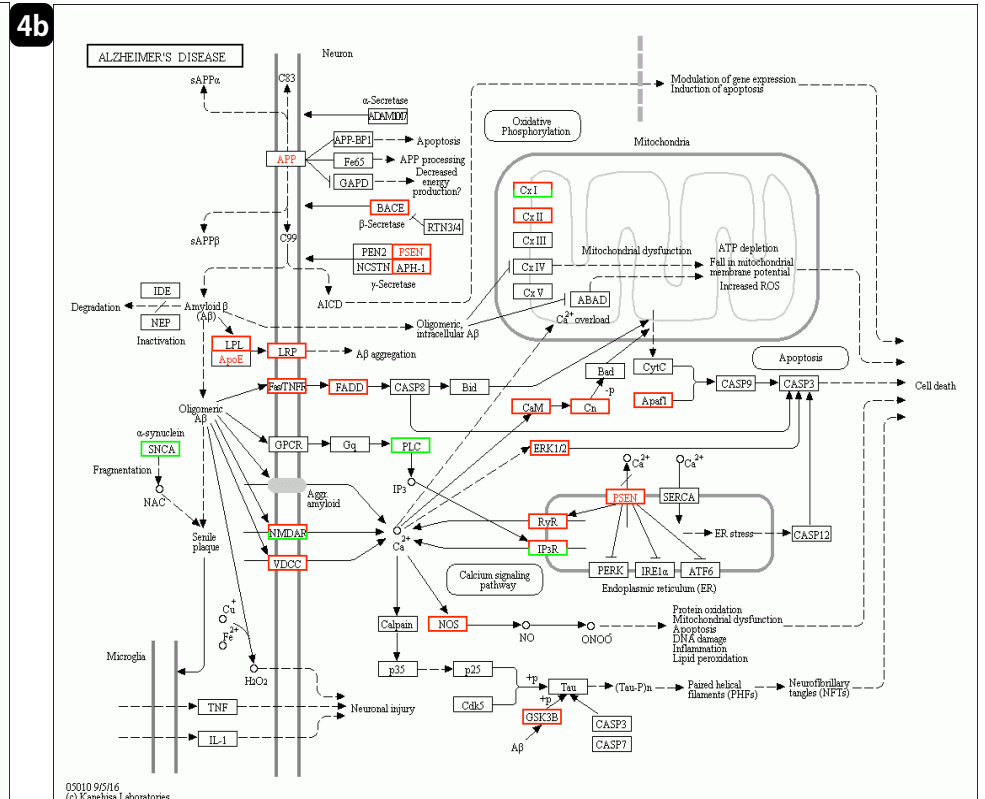 4b
ALZHEIMER'S DISEASE
Neuron
sAPPα
C83
α-Secretase
ADAM10/17
Modulation of gene expression
Induction of apoptosis
Oxidative
Phosphorylation
Mitochondria
APP
APP-BP1
Apoptosis
Fe65
APP processing
GAPD
Decreased
energy
production?
BACE
β-Secretase
RTN3/4
sAPPβ
C99
PEN2
PSEN
NCSTN
APH-1
γ-Secretase
AICD
Cx I
Cx II
Cx III
Cx IV
Cx V
Mitochondrial dysfunction
ATP depletion
Fall in mitochondrial
membrane potential
Increased ROS
ABAD
Ca2+ overload
IDE
Degradation
NEP
Inactivation
Amyloid β
(Aβ)
Oligomeric,
intracellular Aβ
LPL
ApoE
LRP
Aβ aggregation
Fas/TNFR
FADD
CASP8
Bid
Bad
-p
CytC
Apoptosis
CASP9
CASP3
Cell death
CaM
Cn
Apaf1
Oligomeric
Aβ
α-synuclein
SNCA
Fragmentation
NAC
GPCR
Gq
PLC
IP3
ERK1/2
Ca2+
Ca2+
Aggr.
amyloid
PSEN
SERCA
Senile
plaque
NMDAR
VDCC
Ca2+
RyR
IP3R
ER stress
CASP12
PERK
IRE1α
ATF6
Endoplasmic reticulum (ER)
Calcium signaling
pathway
Cu+
Fe2+
H2O2
Calpain
NOS
NO
ONOO-
Protein oxidation
Mitochondrial dysfunction
Apoptosis
DNA damage
Inflammation
Lipid peroxidation
Microglia
p35
p25
Cdk5
+p
Tau
+p
(Tau-P)n
Paired helical
filaments (PHFs)
Neurofibrillary
tangles (NFTs)
TNF
IL-1
Neuronal injury
GSK3B
Aβ
CASP3
CASP7
05010 9/5/16
(c) Kanehisa Laboratories